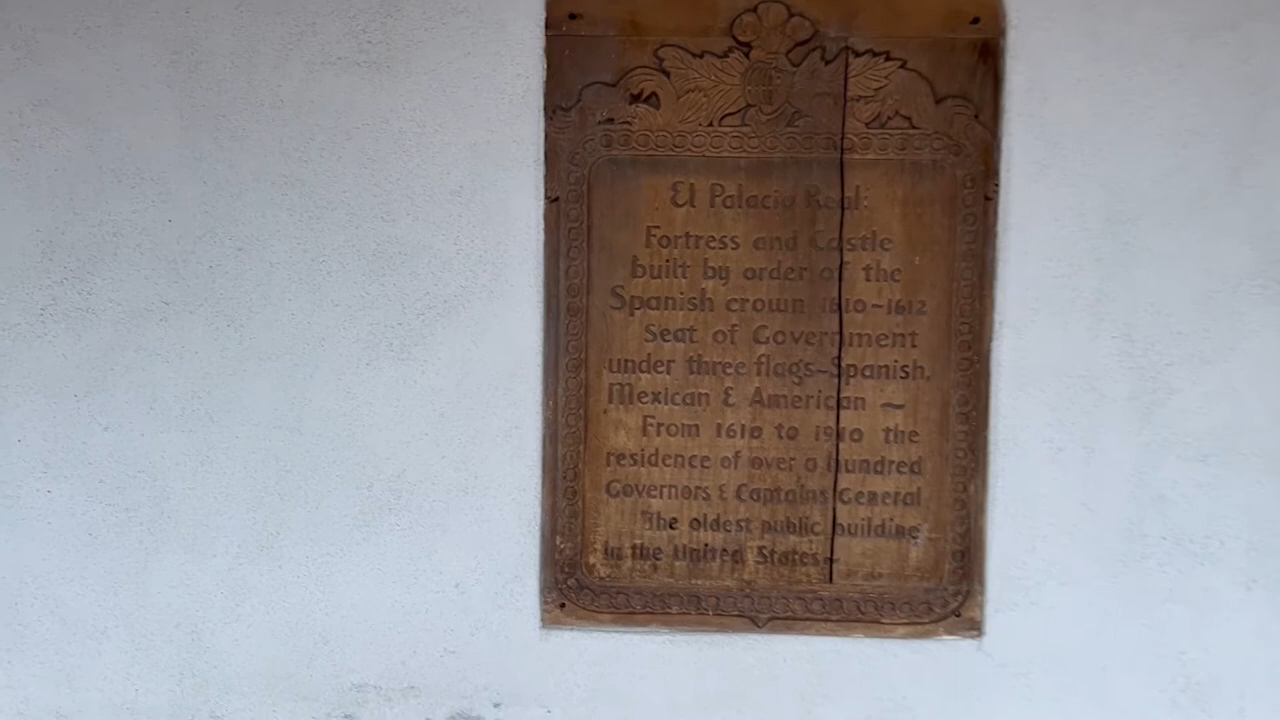 El Palacio Real:
Fortress and Castle
built by order of the
Spanish crown 1610~1612
Seat of Government
under three flags~Spanish,
Mexican & American ~
From 1610 to 1910 the
residence of over a hundred
Governors & Captains General
The oldest public building
in the United States~